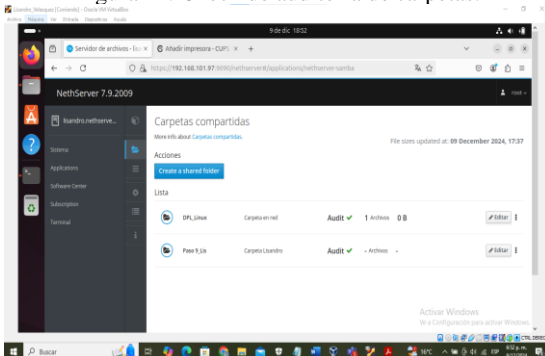 Lisandro_Velasquez [Corriendo] - Oracle VM VirtualBox
Archivo Máquina Ver Entrada Dispositivos Ayuda
9 de dic 18:52
Servidor de archivos - lis
Añadir impresora - CUPS
https://192.168.101.97:9090/nethserver#/applications/nethserver-samba
NethServer 7.9.2009
root
lisandro.nethserve...
Sistema
Applications
Software Center
Subscription
Terminal
Carpetas compartidas
More info about Carpetas compartidas.
File sizes updated at: 09 December 2024, 17:37
Acciones
Create a shared folder
Lista
DPL_Linux Carpeta en red Audit 1 Archivos 0 B Editar
Paso 9_Lis Carpeta Lisandro Audit - Archivos - Editar
Activar Windows
Ve a Configuración para activar Windows.
Buscar
16°C
ESP